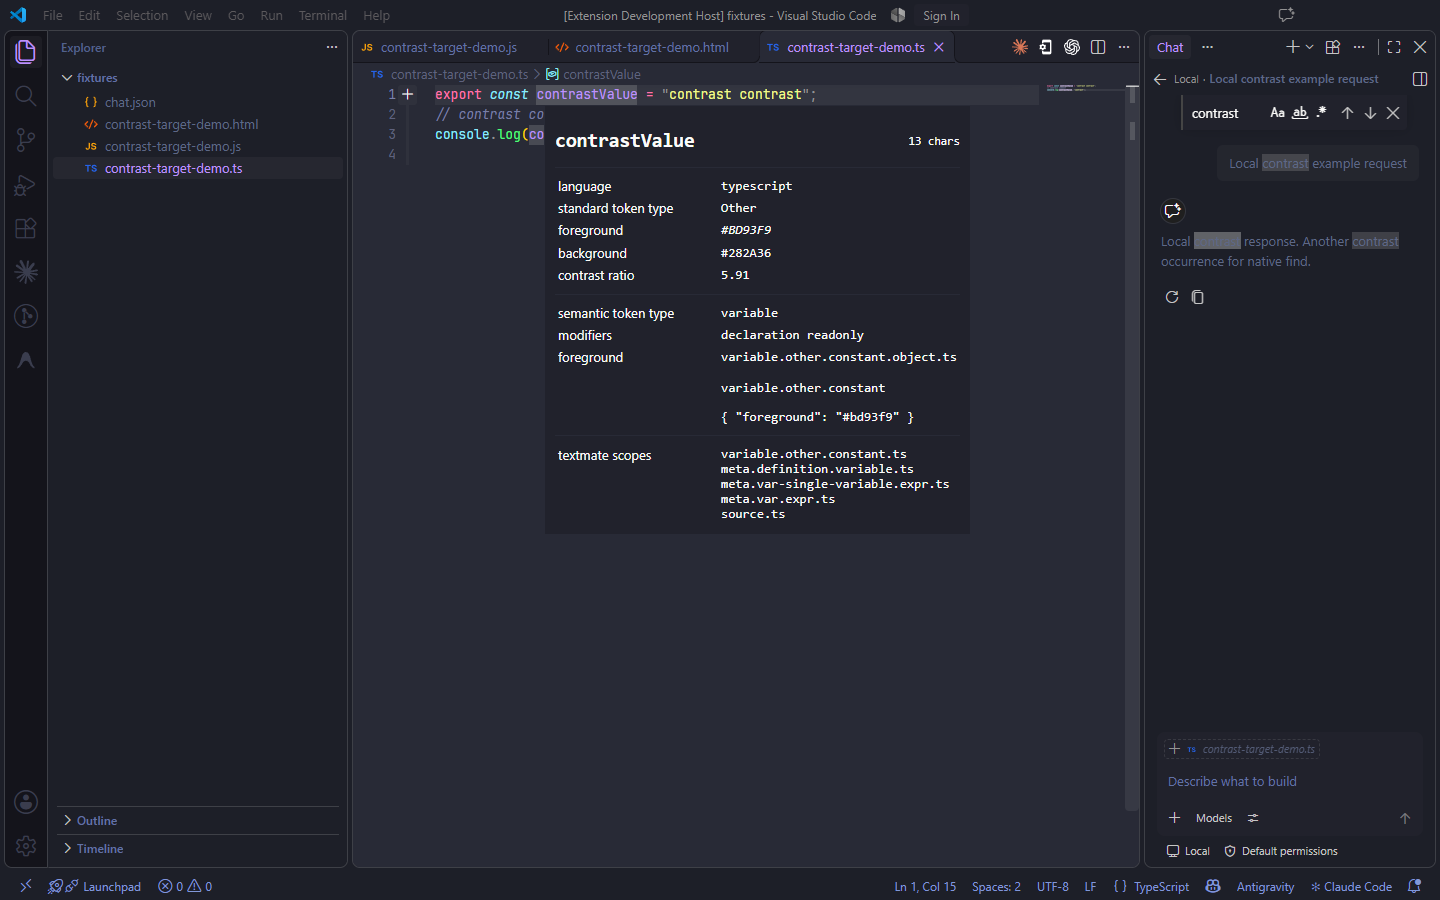 File Edit Selection View Go Run Terminal Help
[Extension Development Host] fixtures - Visual Studio Code
Sign In
Explorer
fixtures
{ } chat.json
</> contrast-target-demo.html
JS contrast-target-demo.js
TS contrast-target-demo.ts
Outline
Timeline
JS contrast-target-demo.js
</> contrast-target-demo.html
TS contrast-target-demo.ts
TS contrast-target-demo.ts > contrastValue
1 export const contrastValue = "contrast contrast";
2 // contrast co
3 console.log(co
4
contrastValue 13 chars
language typescript
standard token type Other
foreground #BD93F9
background #282A36
contrast ratio 5.91
semantic token type variable
modifiers declaration readonly
foreground variable.other.constant.object.ts
variable.other.constant
{ "foreground": "#bd93f9" }
textmate scopes variable.other.constant.ts
meta.definition.variable.ts
meta.var-single-variable.expr.ts
meta.var.expr.ts
source.ts
Chat
Local · Local contrast example request
contrast Aa ab .*
Local contrast example request
Local contrast response. Another contrast
occurrence for native find.
TS contrast-target-demo.ts
Describe what to build
Models
Local Default permissions
Launchpad 0 0
Ln 1, Col 15 Spaces: 2 UTF-8 LF { } TypeScript Antigravity Claude Code